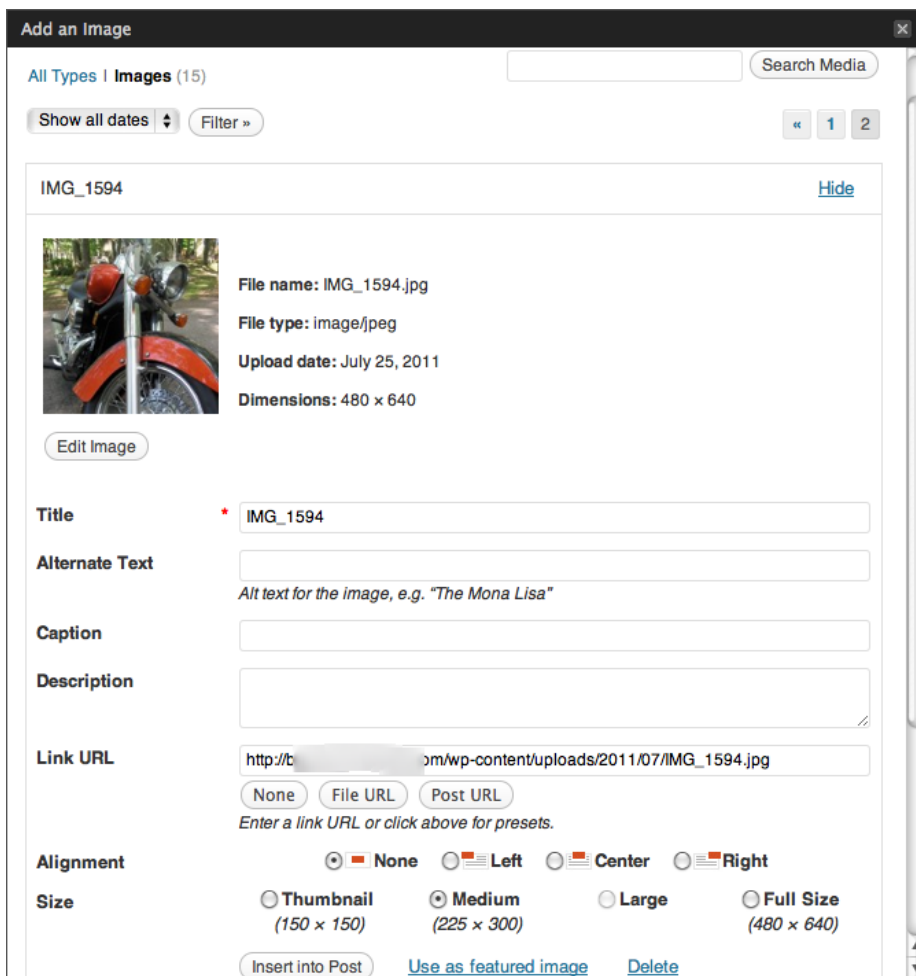 Add an Image
All Types | Images (15)
Search Media
Show all dates Filter »
« 1 2
IMG_1594 Hide
File name: IMG_1594.jpg
File type: image/jpeg
Upload date: July 25, 2011
Dimensions: 480 × 640
Edit Image
Title * IMG_1594
Alternate Text
Alt text for the image, e.g. “The Mona Lisa”
Caption
Description
Link URL http://b om/wp-content/uploads/2011/07/IMG_1594.jpg
None File URL Post URL
Enter a link URL or click above for presets.
Alignment None Left Center Right
Size Thumbnail Medium Large Full Size
(150 × 150) (225 × 300) (480 × 640)
Insert into Post Use as featured image Delete